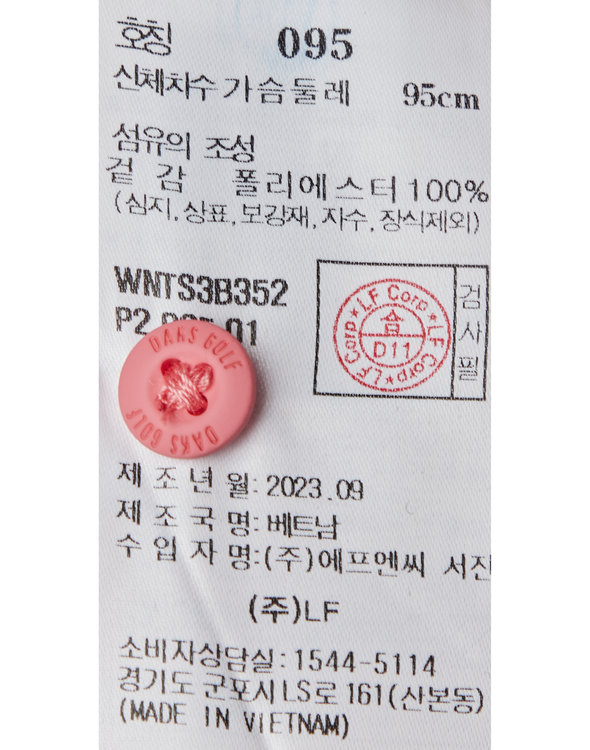 호칭 095
신체치수 가슴둘레 95cm
섬유의 조성
겉 감 폴리에스터 100%
(심지, 상표, 보강재, 자수, 장식제외)
WNTS3B352
LF Corp ★ LF Corp ★ LF Corp ★
合
D11
검사필
DAKS GOLF
DAKS GOLF
제 조 년 월: 2023.09
제 조 국 명: 베트남
수 입 자 명: (주)에프엔씨 서진
(주)LF
소비자상담실: 1544-5114
경기도 군포시 LS로 161(산본동)
(MADE IN VIETNAM)